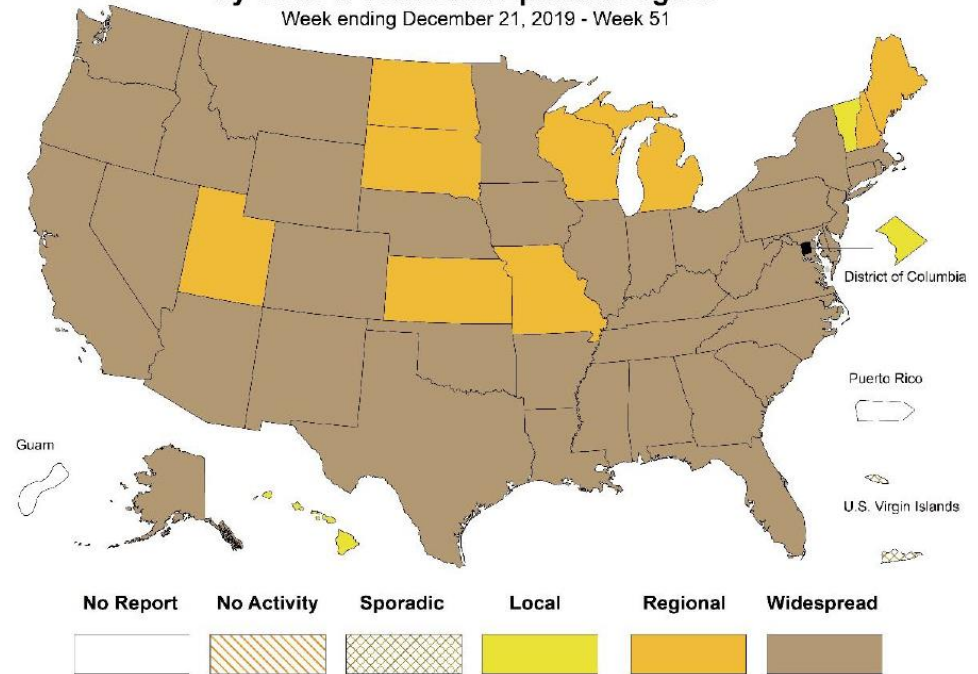 Week ending December 21, 2019 - Week 51
District of Columbia
Puerto Rico
Guam
U.S. Virgin Islands
No Report No Activity Sporadic Local Regional Widespread